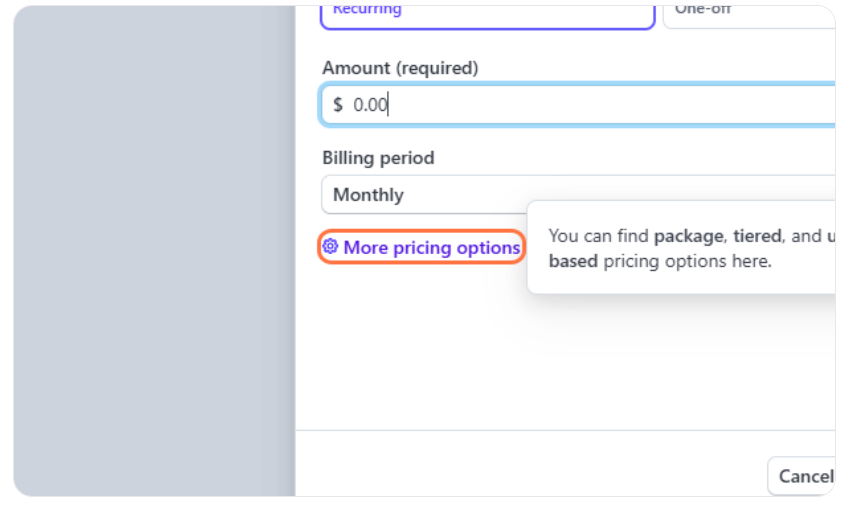 Recurring
One-off
Amount (required)
$ 0.00
Billing period
Monthly
More pricing options
You can find package, tiered, and
based pricing options here.
Cancel